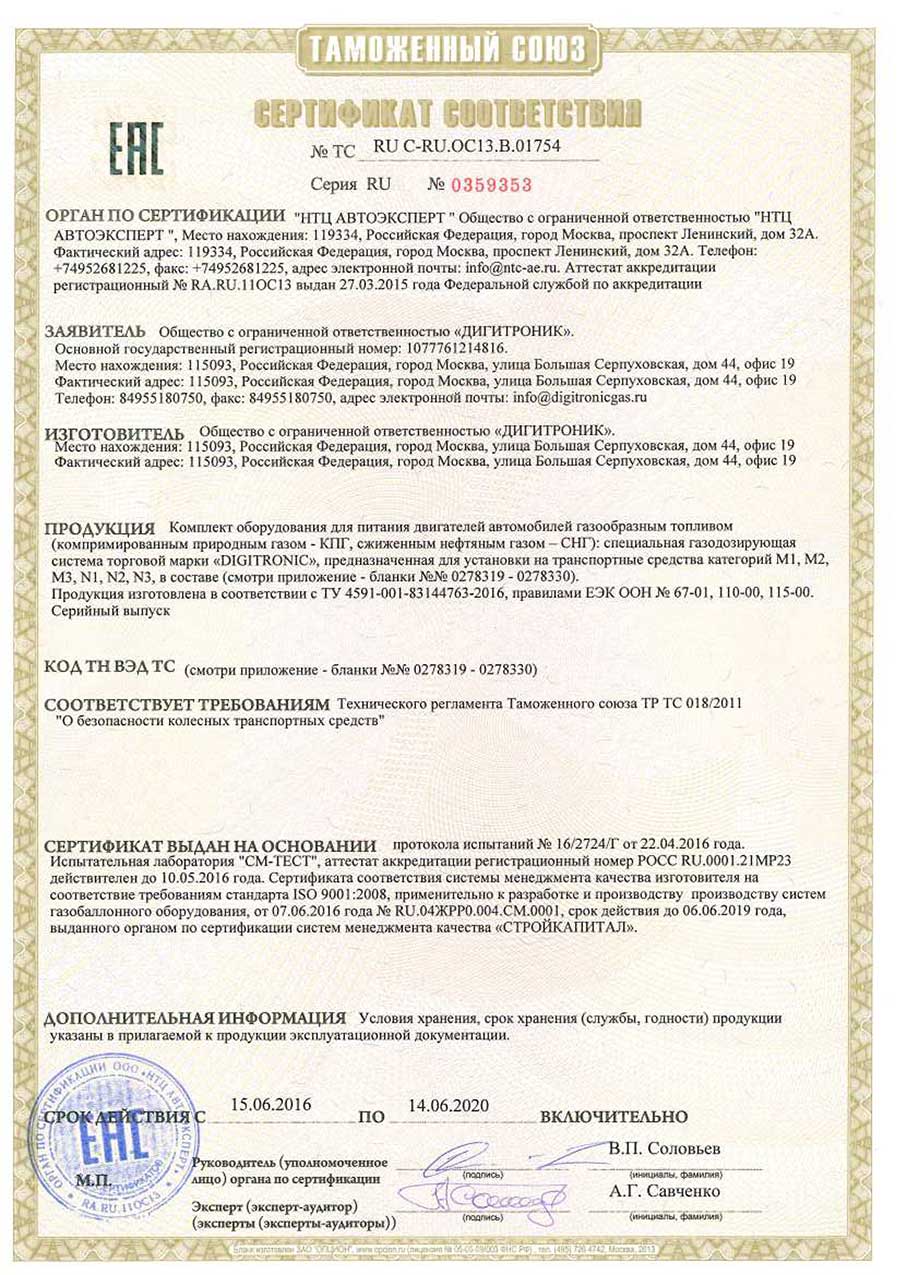 ТАМОЖЕННЫЙ СОЮЗ
СЕРТИФИКАТ СООТВЕТСТВИЯ
ЕАС
№ ТС RU C-RU.OC13.B.01754
Серия RU № 0359353
ОРГАН ПО СЕРТИФИКАЦИИ "НТЦ АВТОЭКСПЕРТ " Общество с ограниченной ответственностью "НТЦ
АВТОЭКСПЕРТ ", Место нахождения: 119334, Российская Федерация, город Москва, проспект Ленинский, дом 32А.
Фактический адрес: 119334, Российская Федерация, город Москва, проспект Ленинский, дом 32А. Телефон:
+74952681225, факс: +74952681225, адрес электронной почты: info@ntc-ae.ru. Аттестат аккредитации
регистрационный № RA.RU.11OC13 выдан 27.03.2015 года Федеральной службой по аккредитации
ЗАЯВИТЕЛЬ Общество с ограниченной ответственностью «ДИГИТРОНИК».
Основной государственный регистрационный номер: 1077761214816.
Место нахождения: 115093, Российская Федерация, город Москва, улица Большая Серпуховская, дом 44, офис 19
Фактический адрес: 115093, Российская Федерация, город Москва, улица Большая Серпуховская, дом 44, офис 19
Телефон: 84955180750, факс: 84955180750, адрес электронной почты: info@digitronicgas.ru
ИЗГОТОВИТЕЛЬ Общество с ограниченной ответственностью «ДИГИТРОНИК».
Место нахождения: 115093, Российская Федерация, город Москва, улица Большая Серпуховская, дом 44, офис 19
Фактический адрес: 115093, Российская Федерация, город Москва, улица Большая Серпуховская, дом 44, офис 19
ПРОДУКЦИЯ Комплект оборудования для питания двигателей автомобилей газообразным топливом
(компримированным природным газом - КПГ, сжиженным нефтяным газом – СНГ): специальная газодозирующая
система торговой марки «DIGITRONIC», предназначенная для установки на транспортные средства категорий М1, М2,
М3, N1, N2, N3, в составе (смотри приложение - бланки №№ 0278319 - 0278330).
Продукция изготовлена в соответствии с ТУ 4591-001-83144763-2016, правилами ЕЭК ООН № 67-01, 110-00, 115-00.
Серийный выпуск
КОД ТН ВЭД ТС (смотри приложение - бланки №№ 0278319 - 0278330)
СООТВЕТСТВУЕТ ТРЕБОВАНИЯМ Технического регламента Таможенного союза ТР ТС 018/2011
"О безопасности колесных транспортных средств"
СЕРТИФИКАТ ВЫДАН НА ОСНОВАНИИ протокола испытаний № 16/2724/Г от 22.04.2016 года.
Испытательная лаборатория "СМ-ТЕСТ", аттестат аккредитации регистрационный номер РОСС RU.0001.21МР23
действителен до 10.05.2016 года. Сертификата соответствия системы менеджмента качества изготовителя на
соответствие требованиям стандарта ISO 9001:2008, применительно к разработке и производству производству систем
газобаллонного оборудования, от 07.06.2016 года № RU.04ЖРР0.004.СМ.0001, срок действия до 06.06.2019 года,
выданного органом по сертификации систем менеджмента качества «СТРОЙКАПИТАЛ».
ДОПОЛНИТЕЛЬНАЯ ИНФОРМАЦИЯ Условия хранения, срок хранения (службы, годности) продукции
указаны в прилагаемой к продукции эксплуатационной документации.
ОРГАН ПО СЕРТИФИКАЦИИ ООО «НТЦ АВТОЭКСПЕРТ»
ЕАС
RA.RU.11OC13
СРОК ДЕЙСТВИЯ С 15.06.2016 ПО 14.06.2020 ВКЛЮЧИТЕЛЬНО
М.П.
Руководитель (уполномоченное
лицо) органа по сертификации
(подпись)
В.П. Соловьев
(инициалы, фамилия)
Эксперт (эксперт-аудитор)
(эксперты (эксперты-аудиторы))
(подпись)
А.Г. Савченко
(инициалы, фамилия)
Бланк изготовлен ЗАО "ОПЦИОН", www.opcion.ru (лицензия № 05-05-09/003 ФНС РФ), тел. (495) 726 4742, Москва, 2013